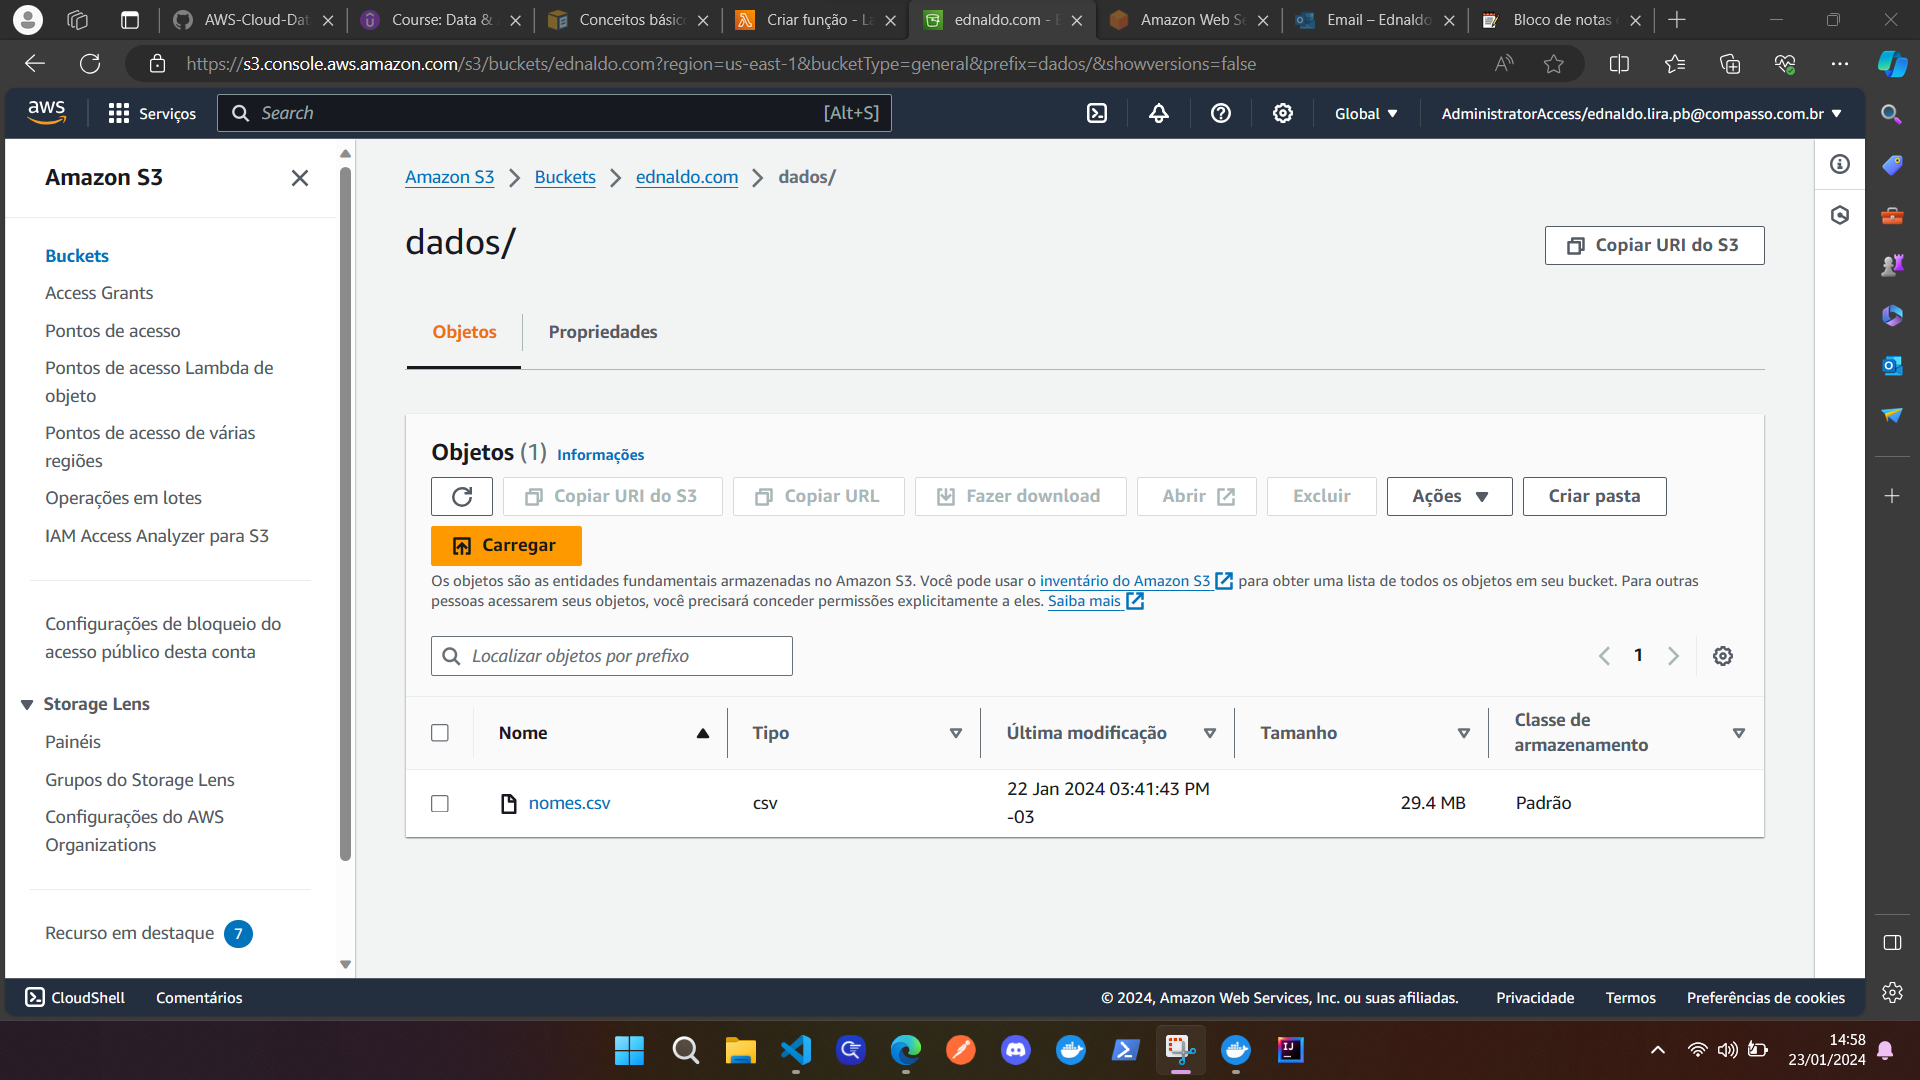 AWS-Cloud-Dat
Course: Data &
Conceitos básico
Criar função - La
ednaldo.com - E
Amazon Web Se
Email – Ednaldo
Bloco de notas
https://s3.console.aws.amazon.com/s3/buckets/ednaldo.com?region=us-east-1&bucketType=general&prefix=dados/&showversions=false
aws
Serviços
Search
[Alt+S]
Global
AdministratorAccess/ednaldo.lira.pb@compasso.com.br
Amazon S3
Buckets
Access Grants
Pontos de acesso
Pontos de acesso Lambda de
objeto
Pontos de acesso de várias
regiões
Operações em lotes
IAM Access Analyzer para S3
Configurações de bloqueio do
acesso público desta conta
Storage Lens
Painéis
Grupos do Storage Lens
Configurações do AWS
Organizations
Recurso em destaque 7
Amazon S3
Buckets
ednaldo.com
dados/
dados/
Copiar URI do S3
Objetos
Propriedades
Objetos (1) Informações
Copiar URI do S3
Copiar URL
Fazer download
Abrir
Excluir
Ações
Criar pasta
Carregar
Os objetos são as entidades fundamentais armazenadas no Amazon S3. Você pode usar o inventário do Amazon S3 para obter uma lista de todos os objetos em seu bucket. Para outras
pessoas acessarem seus objetos, você precisará conceder permissões explicitamente a eles. Saiba mais
Localizar objetos por prefixo
1
Nome
Tipo
Última modificação
Tamanho
Classe de
armazenamento
nomes.csv
csv
22 Jan 2024 03:41:43 PM
-03
29.4 MB
Padrão
CloudShell
Comentários
© 2024, Amazon Web Services, Inc. ou suas afiliadas.
Privacidade
Termos
Preferências de cookies
14:58
23/01/2024